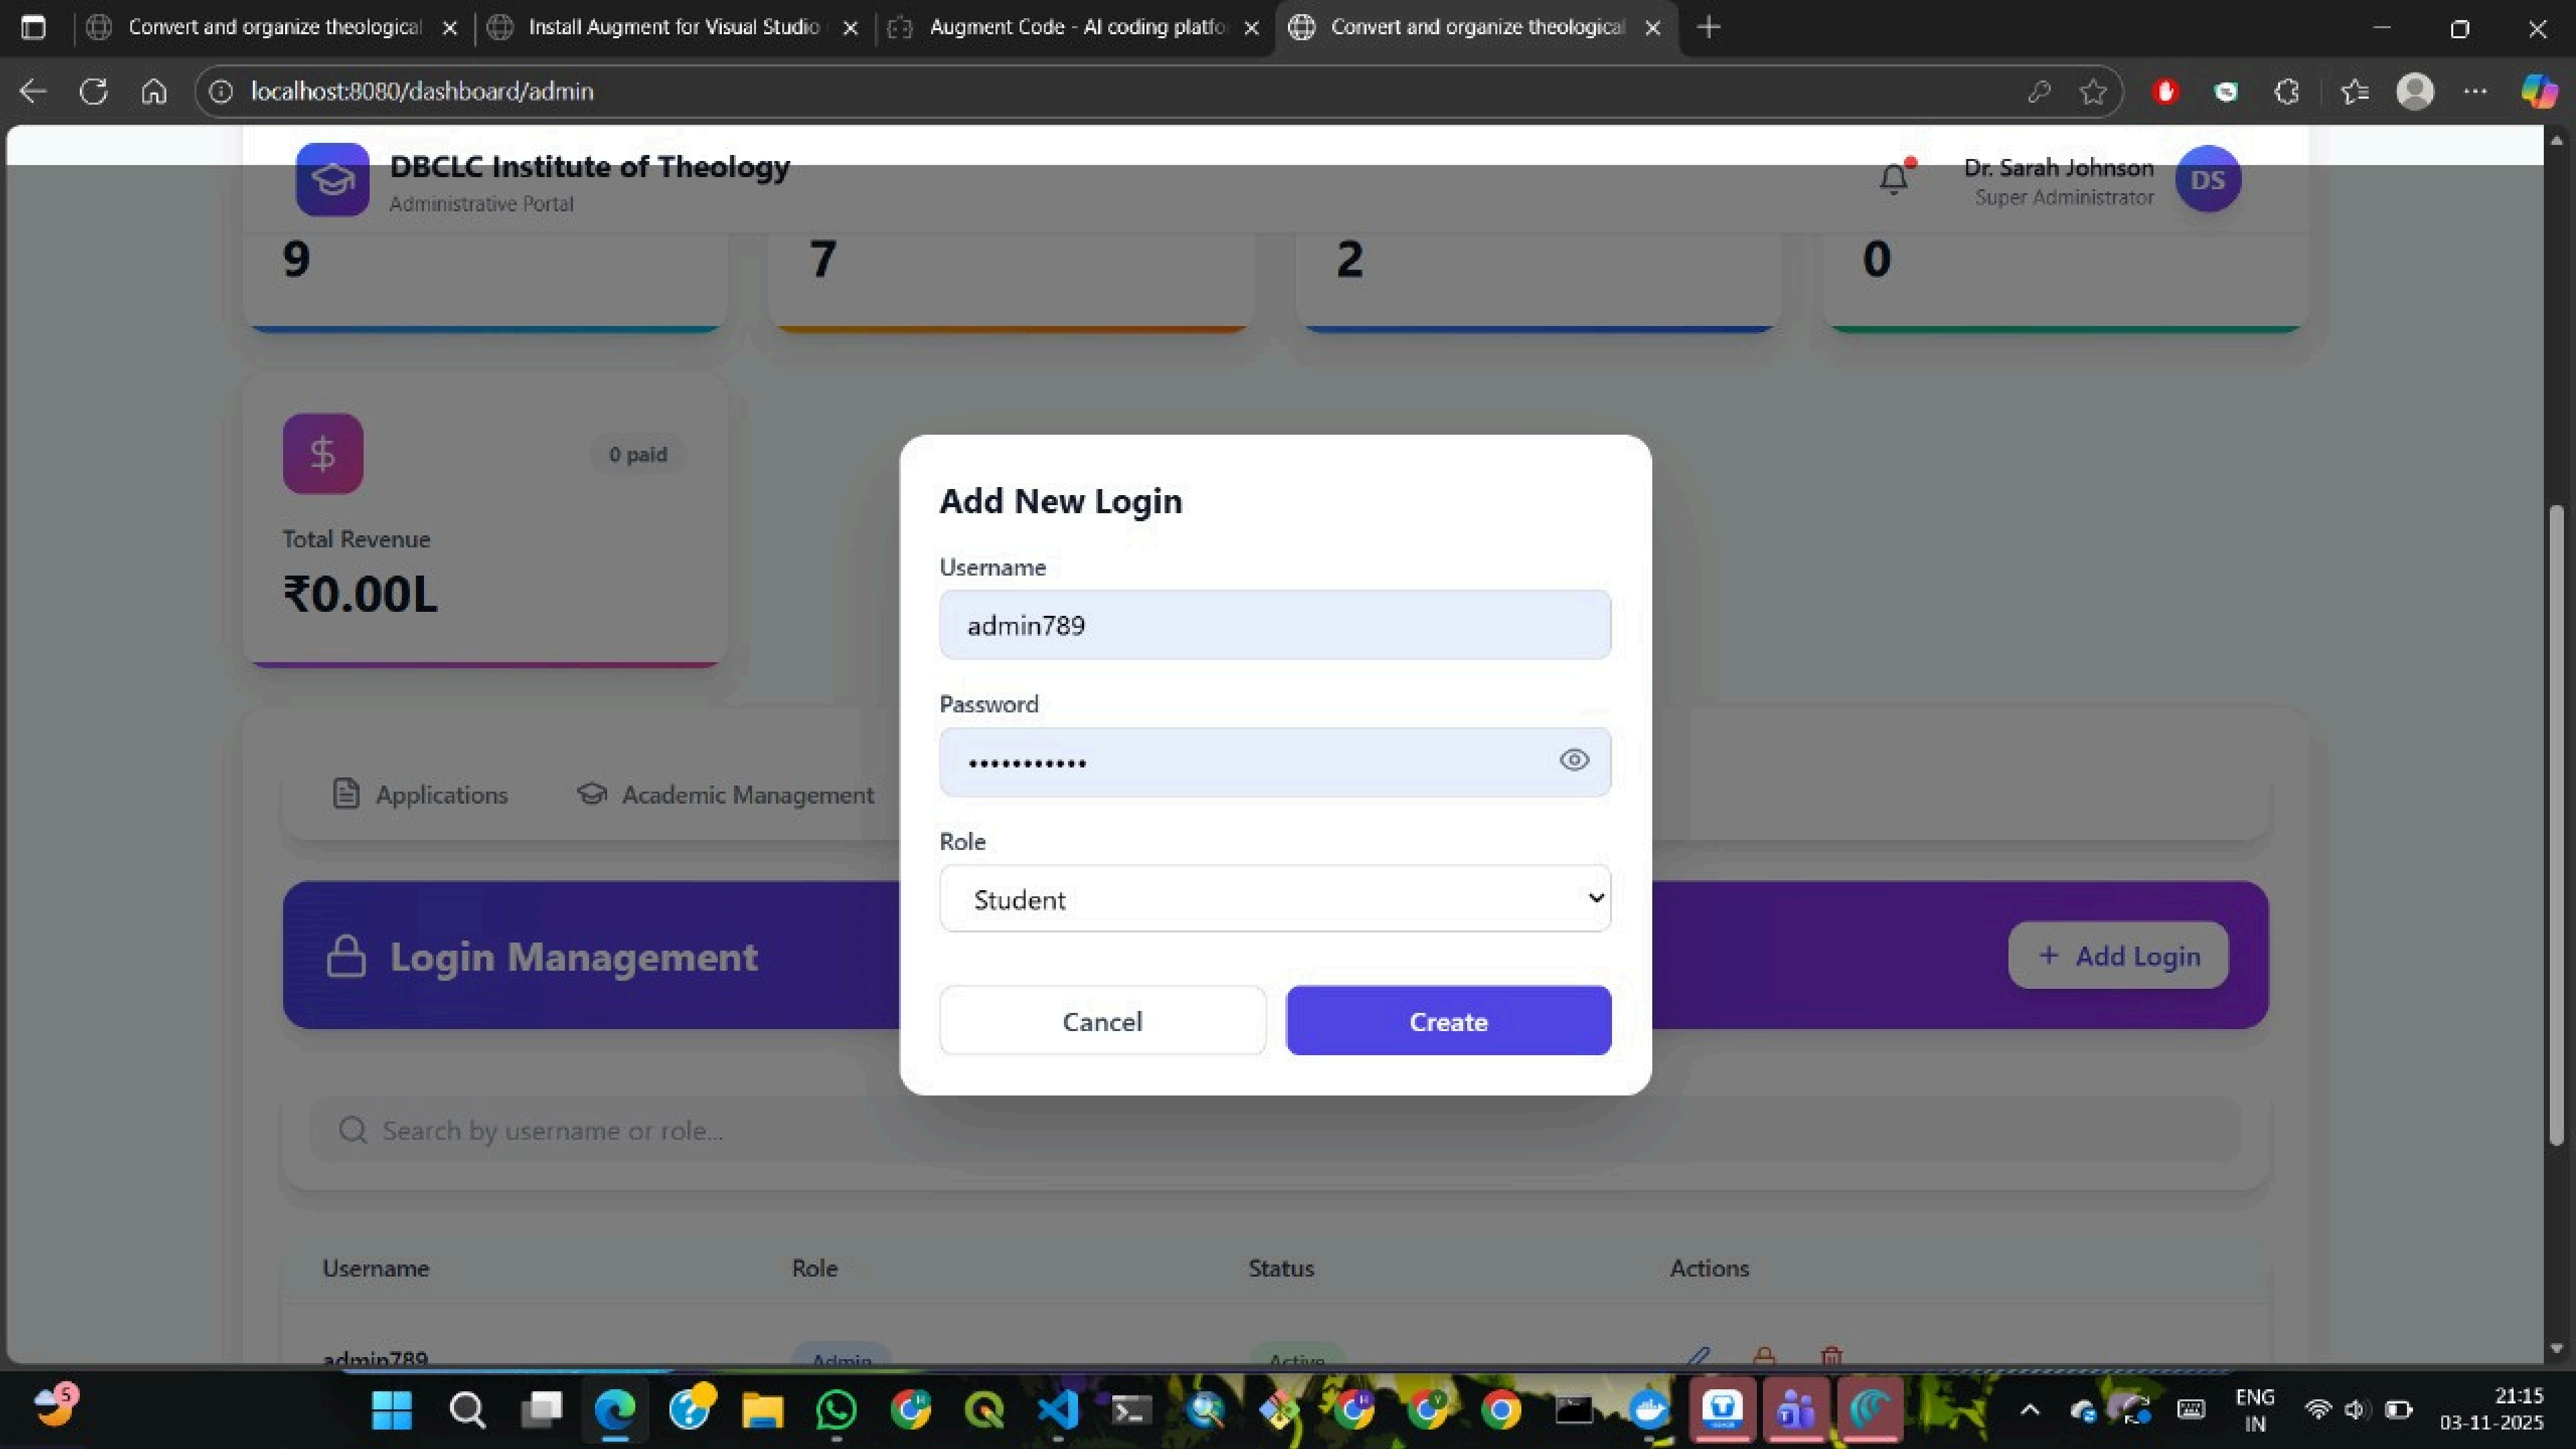 Convert and organize theological
Install Augment for Visual Studio
Augment Code - AI coding platfo
Convert and organize theological
localhost:8080/dashboard/admin
DBCLC Institute of Theology
Administrative Portal
Dr. Sarah Johnson
Super Administrator
DS
9
7
2
0
0 paid
Total Revenue
₹0.00L
Add New Login
Username
admin789
Password
•••••••••••
Role
Student
Cancel
Create
Applications
Academic Management
Login Management
+ Add Login
Search by username or role...
Username Role Status Actions
admin789 Admin Active
5
ENG
IN
21:15
03-11-2025